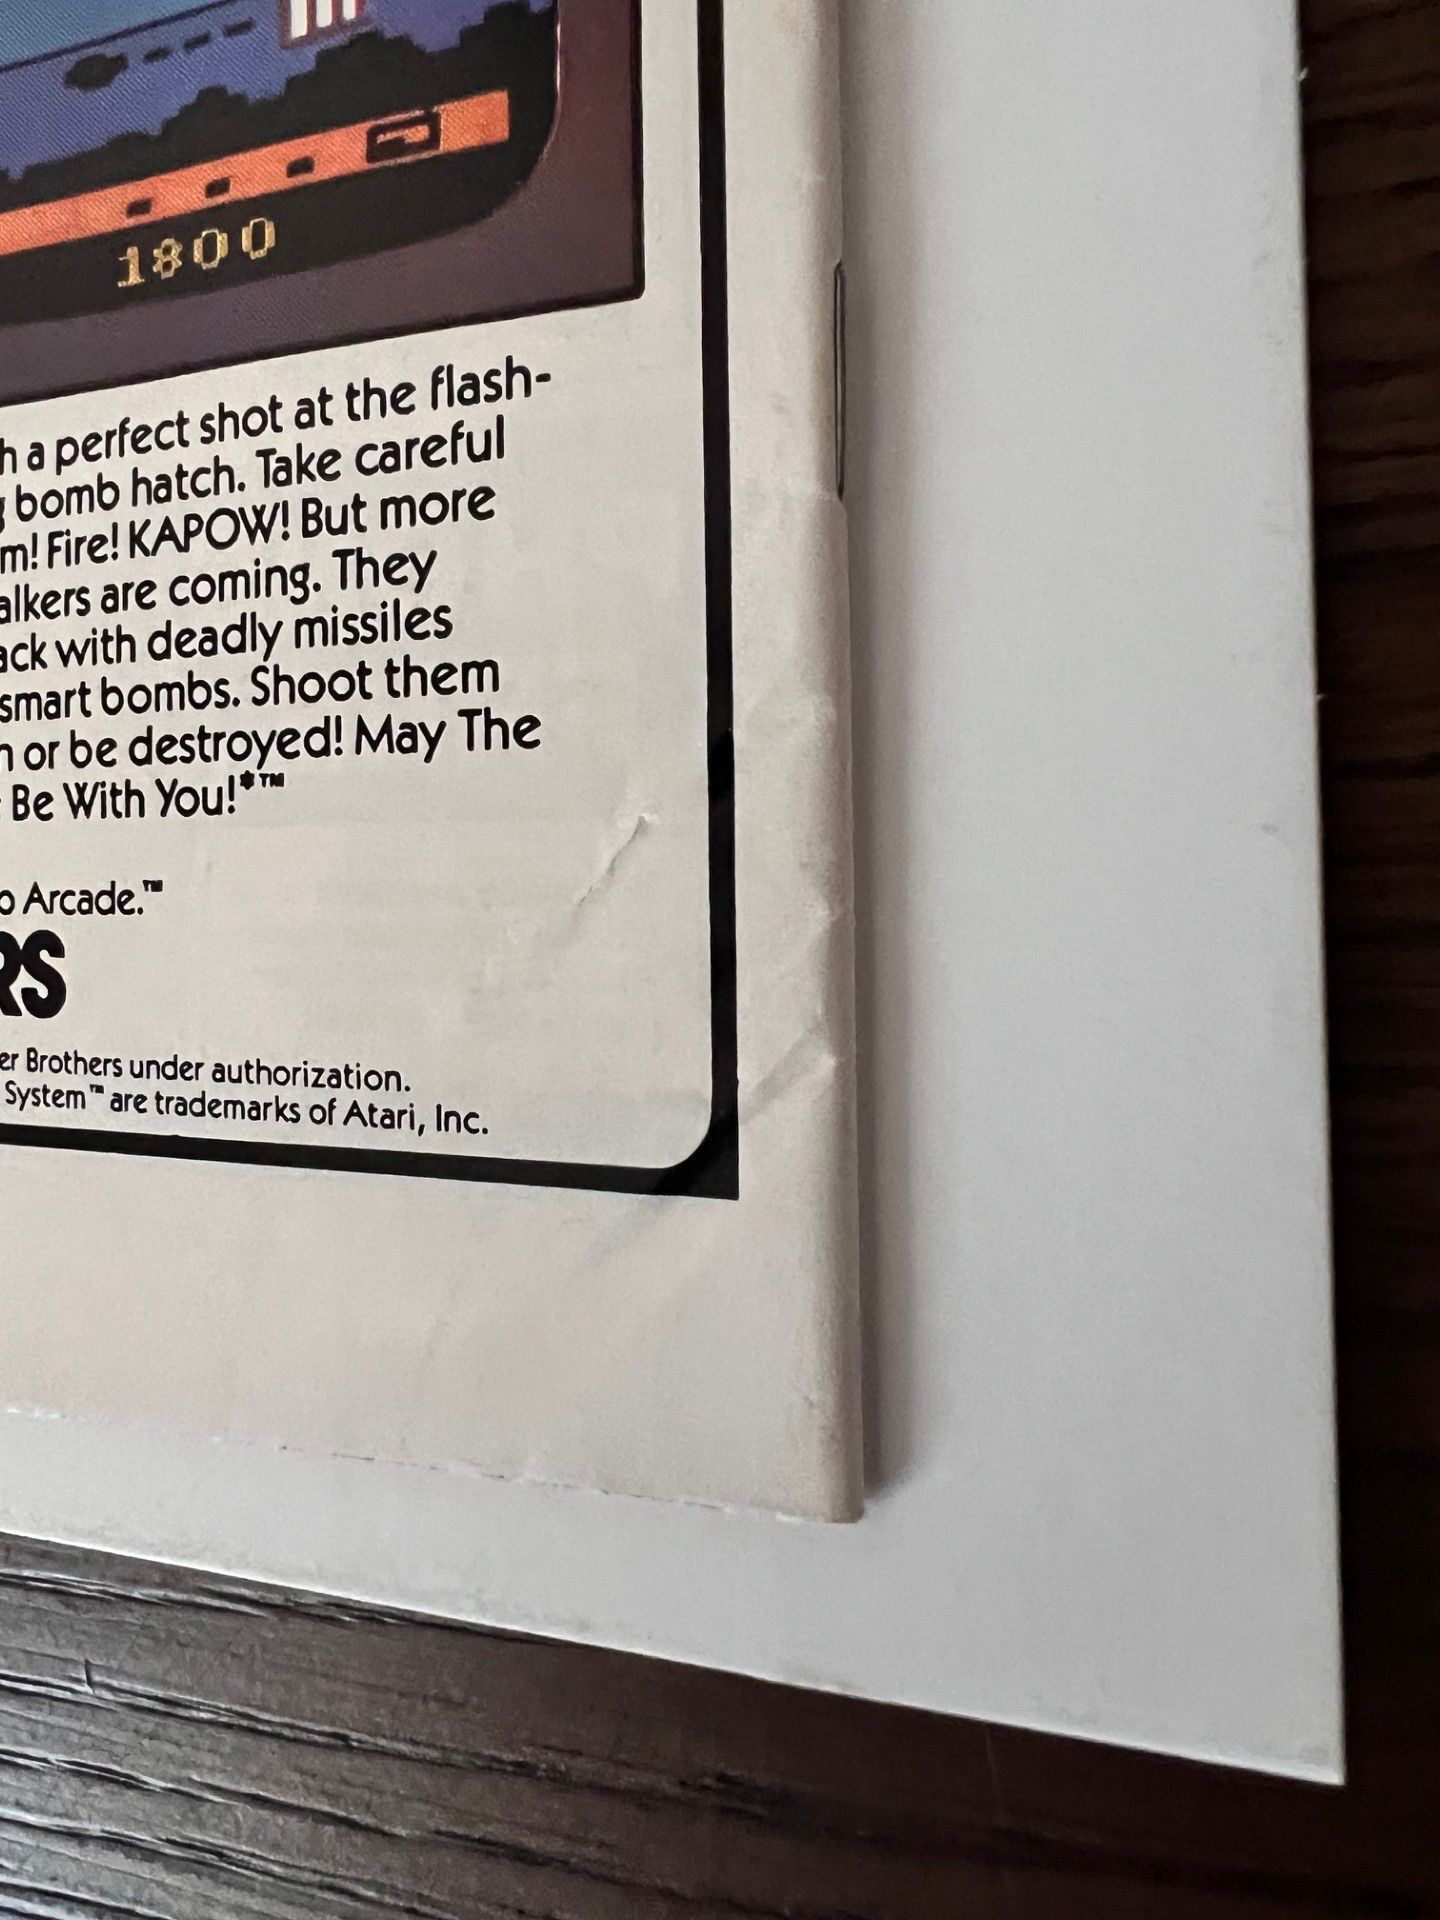 1800
h a perfect shot at the flash-
g bomb hatch. Take careful
m! Fire! KAPOW! But more
alkers are coming. They
ack with deadly missiles
smart bombs. Shoot them
n or be destroyed! May The
Be With You!*™
o Arcade.™
RS
er Brothers under authorization.
System™ are trademarks of Atari, Inc.